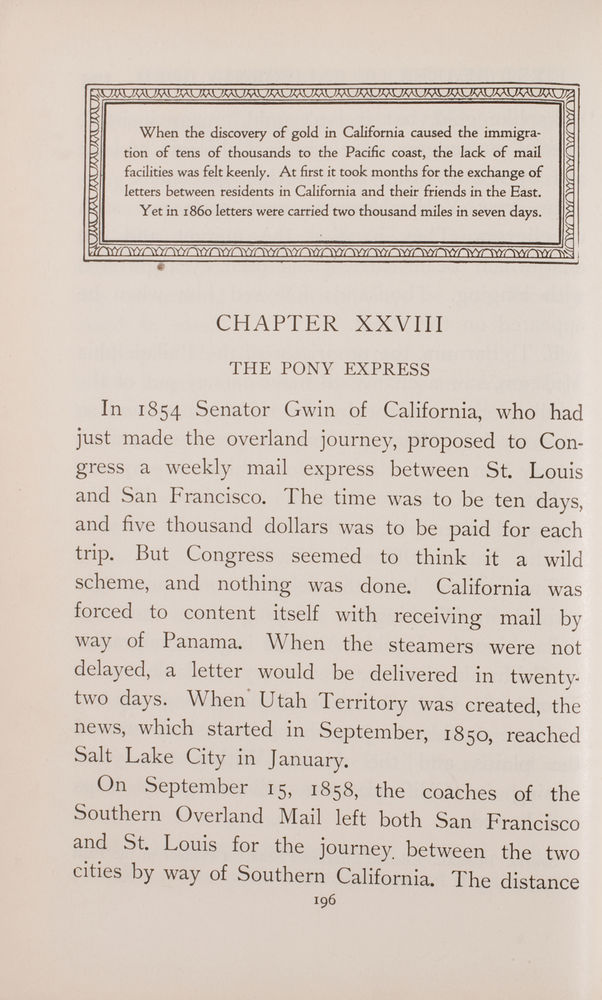 When the discovery of gold in California caused the immigra-
tion of tens of thousands to the Pacific coast, the lack of mail
facilities was felt keenly. At first it took months for the exchange of
letters between residents in California and their friends in the East.
Yet in 1860 letters were carried two thousand miles in seven days.
CHAPTER XXVIII
THE PONY EXPRESS
In 1854 Senator Gwin of California, who had
just made the overland journey, proposed to Con-
gress a weekly mail express between St. Louis
and San Francisco. The time was to be ten days,
and five thousand dollars was to be paid for each
trip. But Congress seemed to think it a wild
scheme, and nothing was done. California was
forced to content itself with receiving mail by
way of Panama. When the steamers were not
delayed, a letter would be delivered in twenty-
two days. When Utah Territory was created, the
news, which started in September, 1850, reached
Salt Lake City in January.
On September 15, 1858, the coaches of the
Southern Overland Mail left both San Francisco
and St. Louis for the journey between the two
cities by way of Southern California. The distance
196